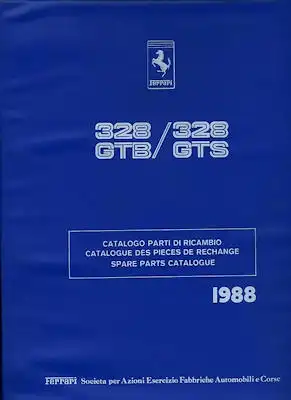 Ferrari
328 / 328
GTB / GTS
CATALOGO PARTI DI RICAMBIO
CATALOGUE DES PIECES DE RECHANGE
SPARE PARTS CATALOGUE
1988
Ferrari Societa per Azioni Esercizio Fabbriche Automobili e Corse